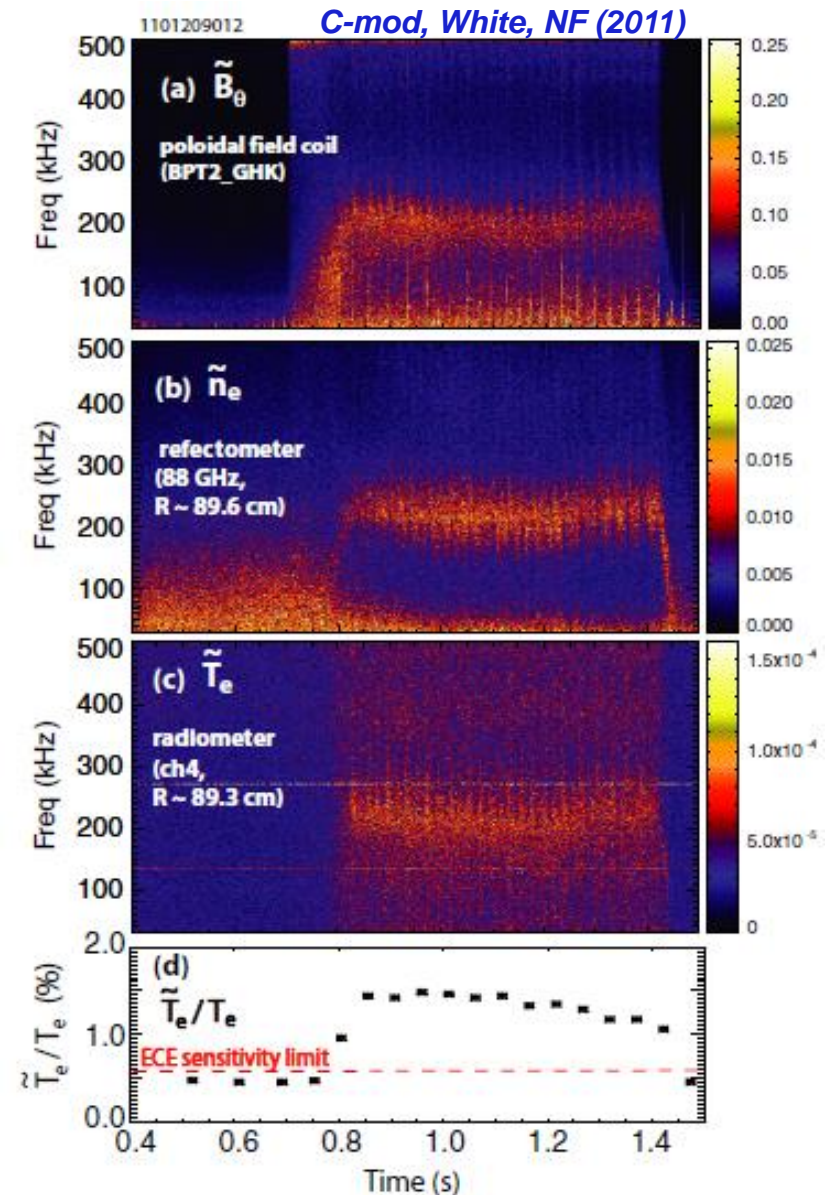 1101209012
C-mod, White, NF (2011)
500
400
300
200
100
Freq (kHz)
(a) B̃θ
poloidal field coil
(BPT2_GHK)
0.25
0.20
0.15
0.10
0.05
0.00
500
400
300
200
100
Freq (kHz)
(b) ñe
refectometer
(88 GHz,
R ~ 89.6 cm)
0.025
0.020
0.015
0.010
0.005
0.000
500
400
300
200
100
Freq (kHz)
(c) T̃e
radiometer
(ch4,
R ~ 89.3 cm)
1.5x10⁻⁴
1.0x10⁻⁴
5.0x10⁻⁵
0
2.0
1.0
0.0
T̃e/Te (%)
(d)
T̃e/Te
ECE sensitivity limit
0.4 0.6 0.8 1.0 1.2 1.4
Time (s)